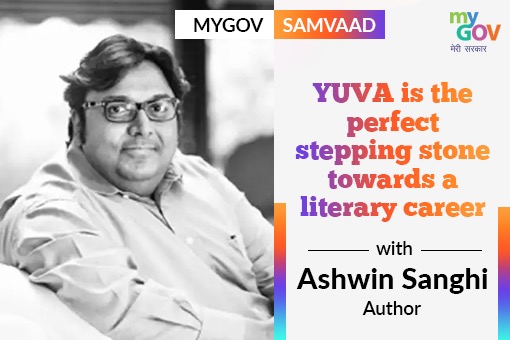 MYGOV SAMVAAD
my
GOV
मेरी सरकार
YUVA is the
perfect
stepping stone
towards a
literary career
with
Ashwin Sanghi
Author